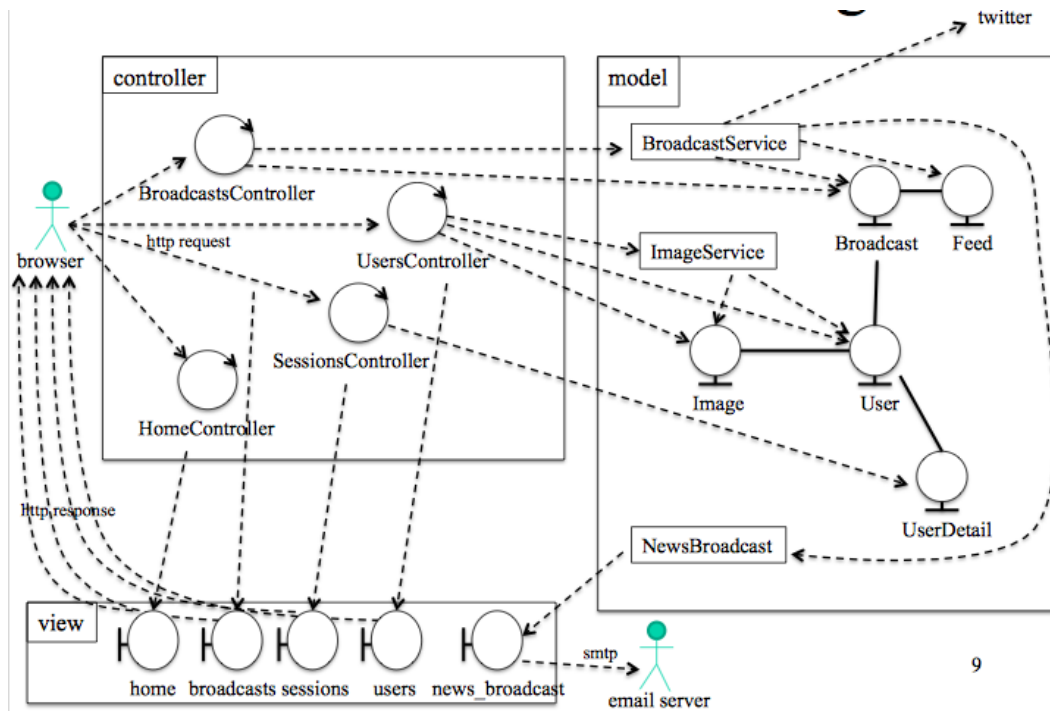 twitter
controller
model
BroadcastService
BroadcastsController
http request
browser
UsersController
ImageService
Broadcast
Feed
SessionsController
Image
User
HomeController
http response
UserDetail
NewsBroadcast
view
smtp
home
broadcasts
sessions
users
news_broadcast
email server
9